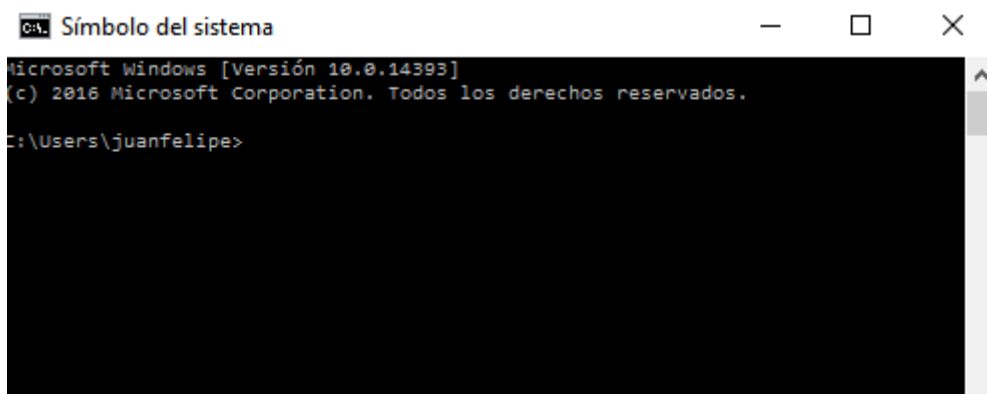 Símbolo del sistema
Microsoft Windows [Versión 10.0.14393]
(c) 2016 Microsoft Corporation. Todos los derechos reservados.
C:\Users\juanfelipe>